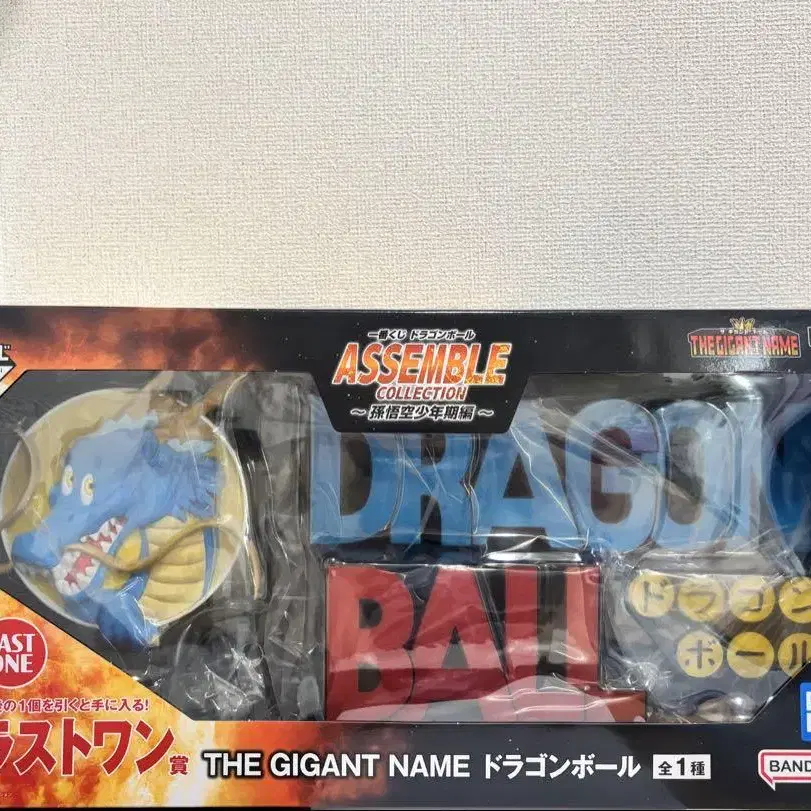 一番くじ ドラゴンボール
ASSEMBLE
COLLECTION
～孫悟空少年期編～
THE GIGANT NAME
DRAGON
BALL
ドラゴン
ボール
LAST
ONE
の1個を引くと手に入る!
ラストワン賞
THE GIGANT NAME ドラゴンボール 全1種
BANDAI